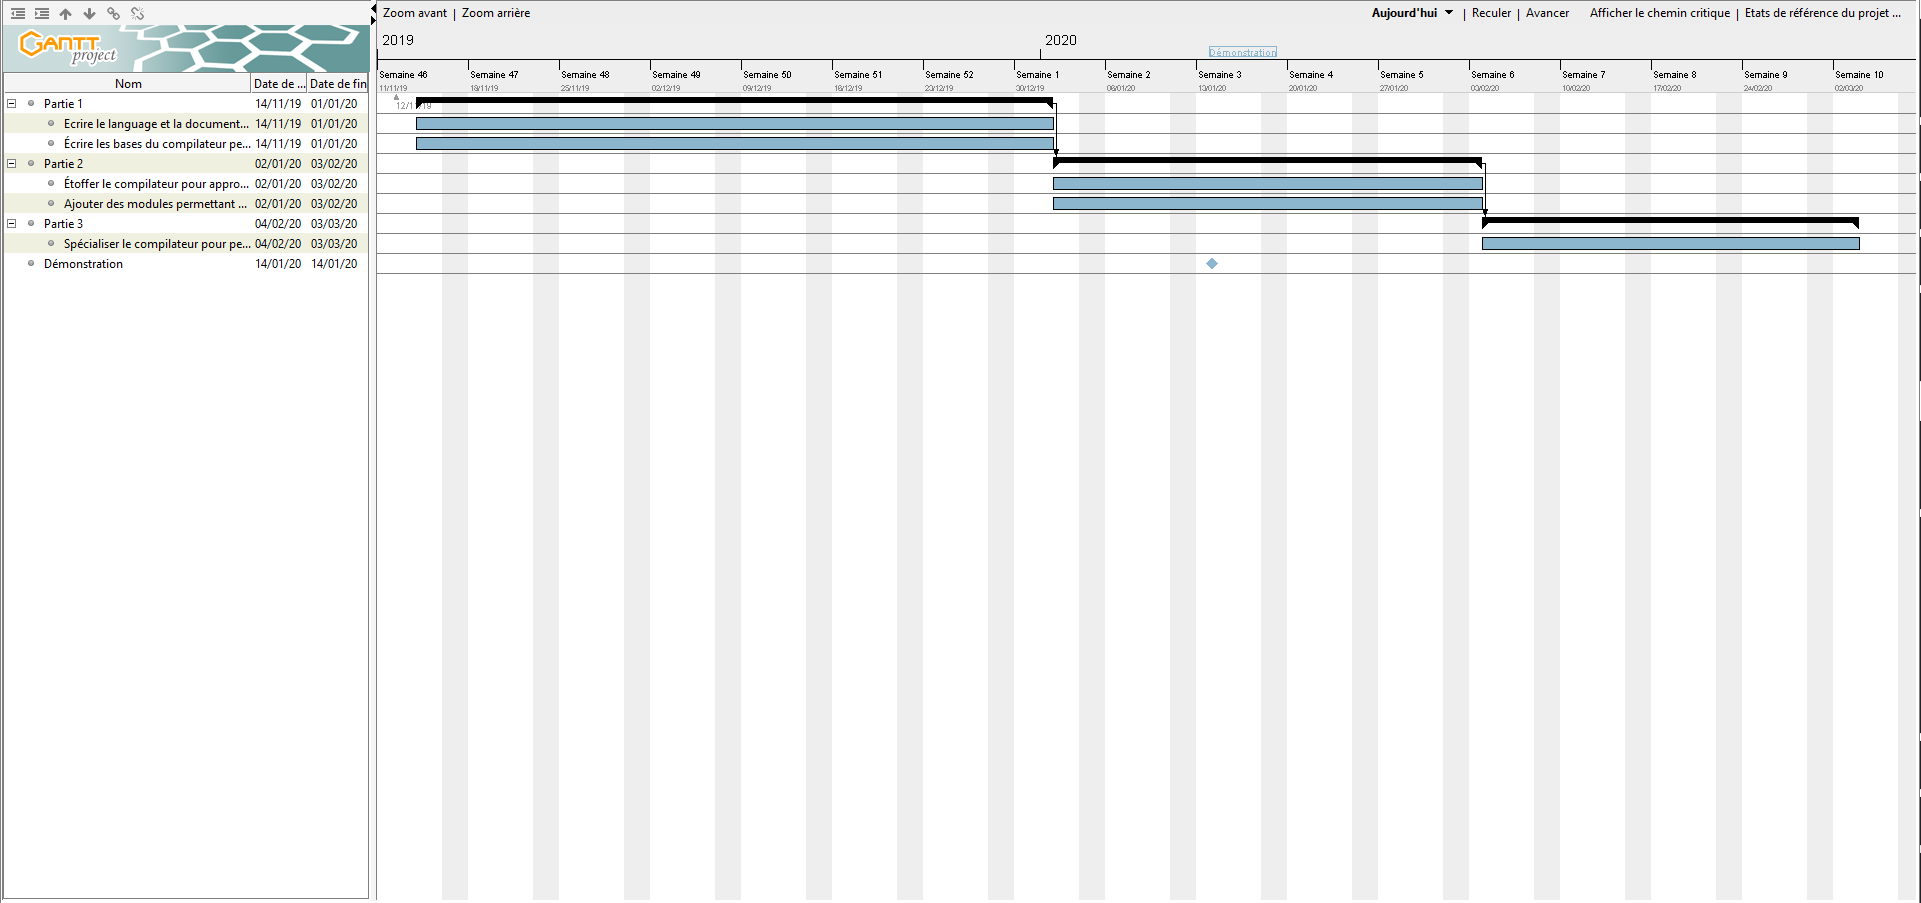 Zoom avant | Zoom arrière
Aujourd'hui | Reculer | Avancer Afficher le chemin critique | Etats de référence du projet ...
GANTT
project
2019 2020
Démonstration
Nom Date de ... Date de fin
Semaine 46 Semaine 47 Semaine 48 Semaine 49 Semaine 50 Semaine 51 Semaine 52 Semaine 1 Semaine 2 Semaine 3 Semaine 4 Semaine 5 Semaine 6 Semaine 7 Semaine 8 Semaine 9 Semaine 10
11/11/19 18/11/19 25/11/19 02/12/19 09/12/19 16/12/19 23/12/19 30/12/19 06/01/20 13/01/20 20/01/20 27/01/20 03/02/20 10/02/20 17/02/20 24/02/20 02/03/20
Partie 1 14/11/19 01/01/20
12/11/19
Ecrire le language et la document... 14/11/19 01/01/20
Écrire les bases du compilateur pe... 14/11/19 01/01/20
Partie 2 02/01/20 03/02/20
Étoffer le compilateur pour appro... 02/01/20 03/02/20
Ajouter des modules permettant ... 02/01/20 03/02/20
Partie 3 04/02/20 03/03/20
Spécialiser le compilateur pour pe... 04/02/20 03/03/20
Démonstration 14/01/20 14/01/20